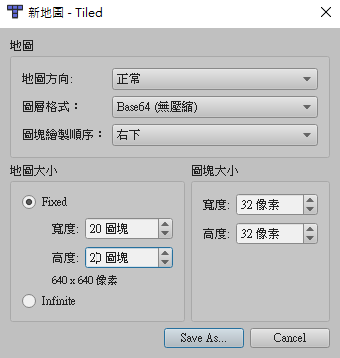 新地圖 - Tiled
地圖
地圖方向: 正常
圖層格式： Base64 (無壓縮)
圖塊繪製順序： 右下
地圖大小
Fixed
寬度: 20 圖塊
高度: 20 圖塊
640 x 640 像素
Infinite
圖塊大小
寬度: 32 像素
高度: 32 像素
Save As...
Cancel